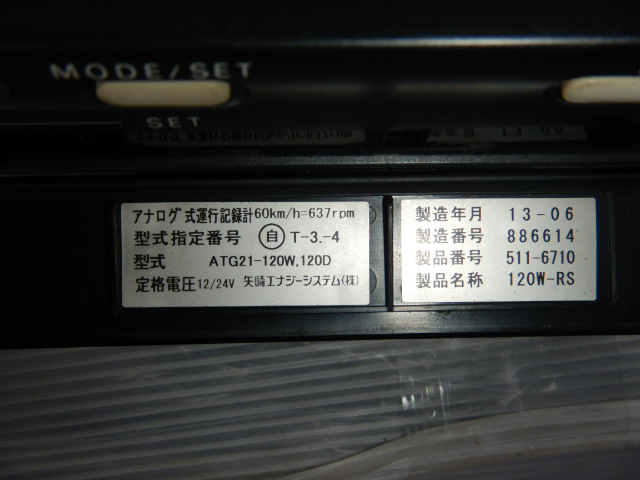 MODE/SET
SET
アナログ式運行記録計60km/h=637rpm
型式指定番号 自 T-3.-4
型式 ATG21-120W,120D
定格電圧12/24V 矢崎エナジーシステム(株)
製造年月 13-06
製造番号 886614
製品番号 511-6710
製品名称 120W-RS